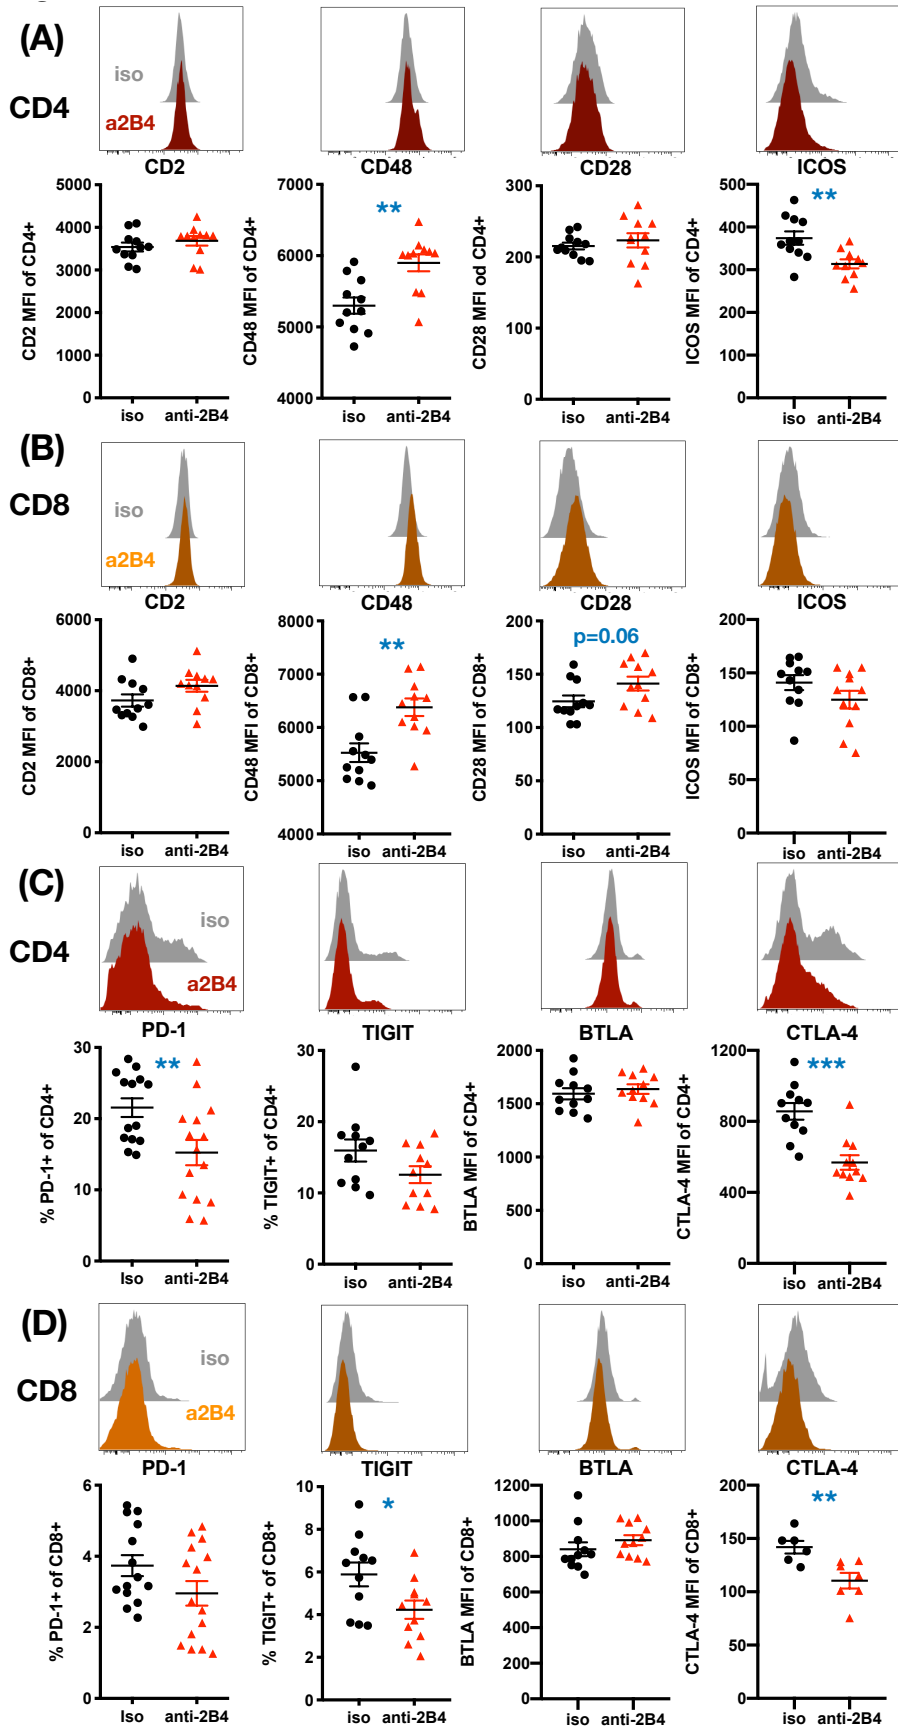 (A)
iso
CD4
a2B4
CD2
CD48
CD28
ICOS
CD2 MFI of CD4+
5000
4000
3000
2000
1000
0
iso anti-2B4
CD48 MFI of CD4+
7000
6000
5000
4000
**
iso anti-2B4
CD28 MFI od CD4+
300
200
100
0
iso anti-2B4
ICOS MFI of CD4+
500
400
300
200
100
0
**
iso anti-2B4
(B)
CD8
iso
a2B4
CD2
CD48
CD28
ICOS
CD2 MFI of CD8+
6000
4000
2000
0
iso anti-2B4
CD48 MFI of CD8+
8000
7000
6000
5000
4000
**
iso anti-2B4
CD28 MFI of CD8+
200
150
100
50
0
p=0.06
iso anti-2B4
ICOS MFI of CD8+
200
150
100
50
0
iso anti-2B4
(C)
iso
CD4
a2B4
PD-1
TIGIT
BTLA
CTLA-4
% PD-1+ of CD4+
30
20
10
0
**
Iso anti-2B4
% TIGIT+ of CD4+
30
20
10
0
iso anti-2B4
BTLA MFI of CD4+
2000
1500
1000
500
0
iso anti-2B4
CTLA-4 MFI of CD4+
1200
800
400
0
***
iso anti-2B4
(D)
iso
CD8
a2B4
PD-1
TIGIT
BTLA
CTLA-4
% PD-1+ of CD8+
6
4
2
0
Iso anti-2B4
% TIGIT+ of CD8+
10
8
6
4
2
0
*
iso anti-2B4
BTLA MFI of CD8+
1200
1000
800
600
400
200
0
iso anti-2B4
CTLA-4 MFI of CD8+
200
150
100
50
0
**
iso anti-2B4